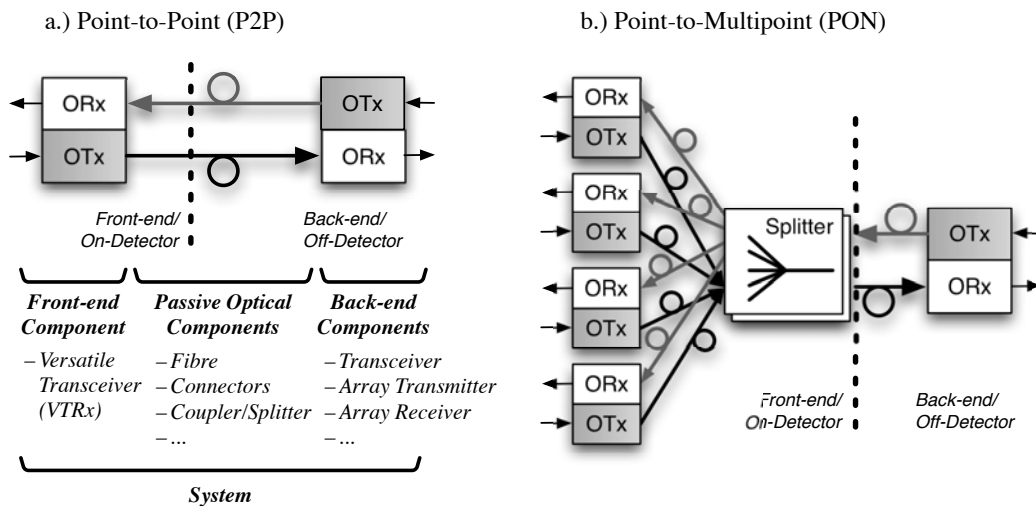 a.) Point-to-Point (P2P)
ORx
OTx
OTx
ORx
Front-end/
On-Detector
Back-end/
Off-Detector
Front-end
Component
– Versatile
Transceiver
(VTRx)
Passive Optical
Components
– Fibre
– Connectors
– Coupler/Splitter
– ...
Back-end
Components
– Transceiver
– Array Transmitter
– Array Receiver
– ...
System
b.) Point-to-Multipoint (PON)
ORx
OTx
ORx
OTx
ORx
OTx
ORx
OTx
Splitter
OTx
ORx
Front-end/
On-Detector
Back-end/
Off-Detector